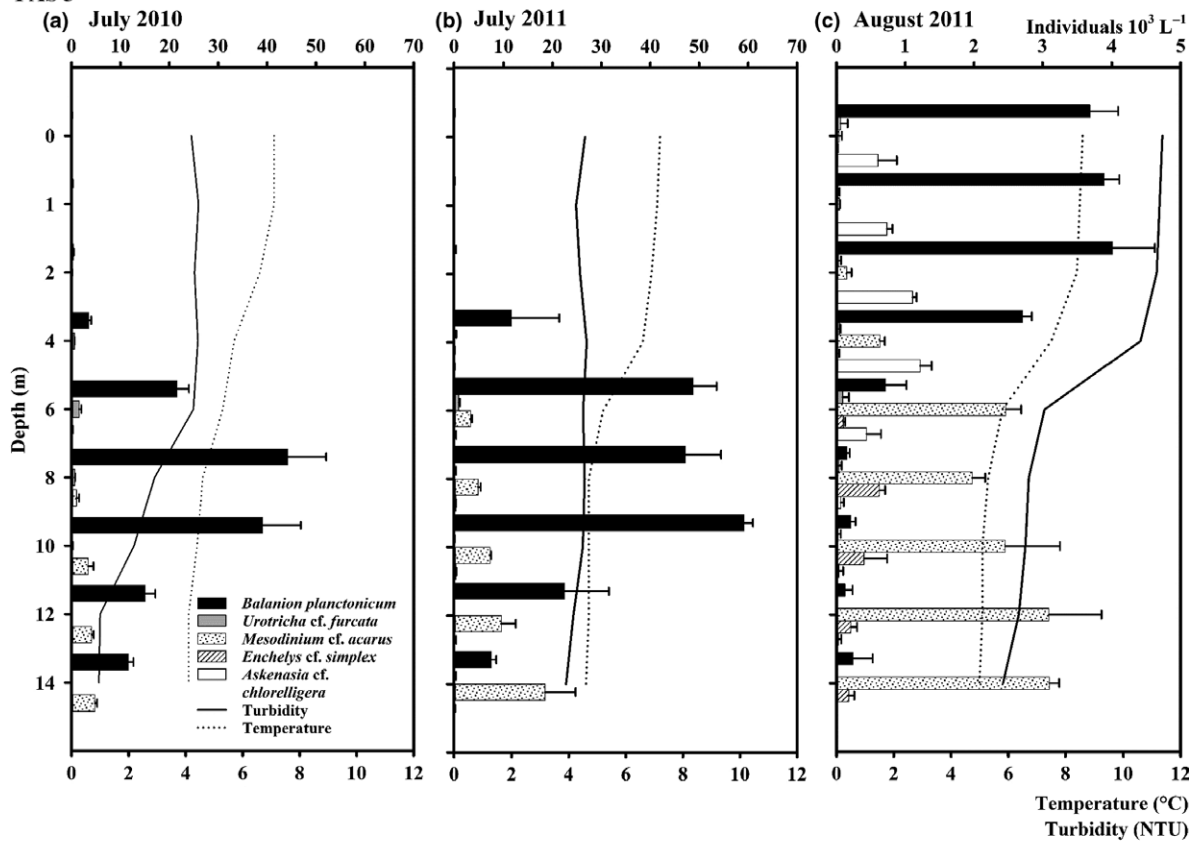 (a) July 2010 (b) July 2011 (c) August 2011 Individuals 10³ L⁻¹
0 10 20 30 40 50 60 70 0 10 20 30 40 50 60 70 0 1 2 3 4 5
0
1
2
4
6
8
10
12
14
Depth (m)
Balanion planctonicum
Urotricha cf. furcata
Mesodinium cf. acarus
Enchelys cf. simplex
Askenasia cf.
chlorelligera
Turbidity
Temperature
0 2 4 6 8 10 12 0 2 4 6 8 10 12 0 2 4 6 8 10 12
Temperature (°C)
Turbidity (NTU)